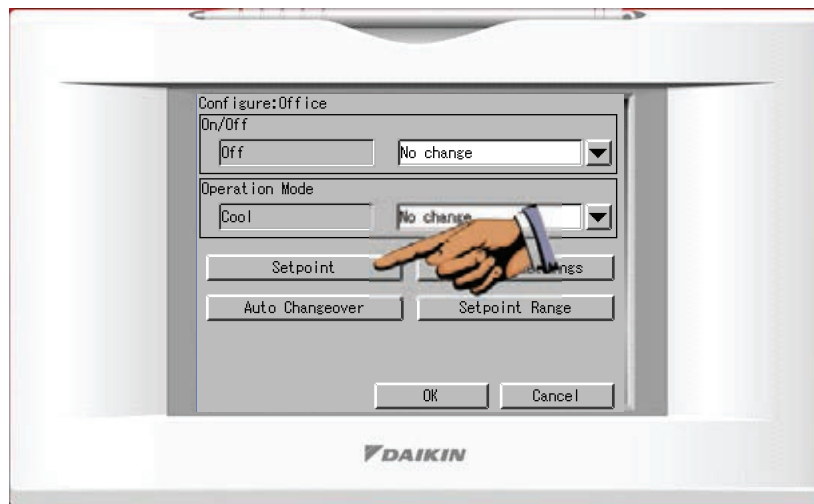 Configure:Office
On/Off
Off No change
Operation Mode
Cool No change
Setpoint
Auto Changeover Setpoint Range
OK Cancel
DAIKIN